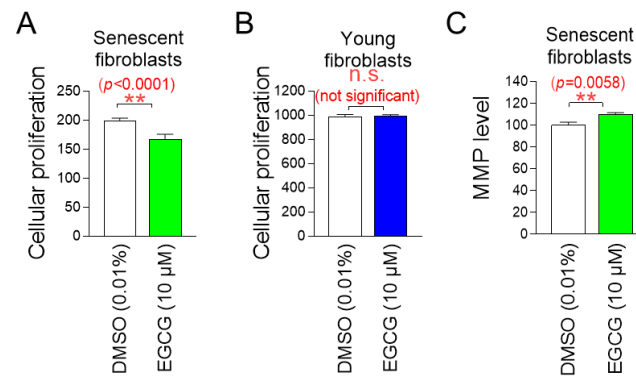 A
Senescent
fibroblasts
(p<0.0001)
**
Cellular proliferation
250
200
150
100
50
0
DMSO (0.01%)
EGCG (10 µM)
B
Young
fibroblasts
n.s.
(not significant)
Cellular proliferation
1200
1000
800
600
400
200
0
DMSO (0.01%)
EGCG (10 µM)
C
Senescent
fibroblasts
(p=0.0058)
**
MMP level
140
120
100
80
60
40
20
0
DMSO (0.01%)
EGCG (10 µM)